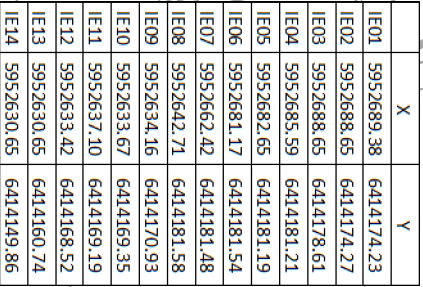 X Y
IE01 5952689.38 6414174.23
IE02 5952688.65 6414174.27
IE03 5952688.65 6414178.61
IE04 5952685.59 6414181.21
IE05 5952682.65 6414181.19
IE06 5952681.17 6414181.54
IE07 5952662.42 6414181.48
IE08 5952642.71 6414181.58
IE09 5952634.16 6414170.93
IE10 5952633.67 6414169.35
IE11 5952637.10 6414169.19
IE12 5952633.42 6414168.52
IE13 5952630.65 6414160.74
IE14 5952630.65 6414149.86